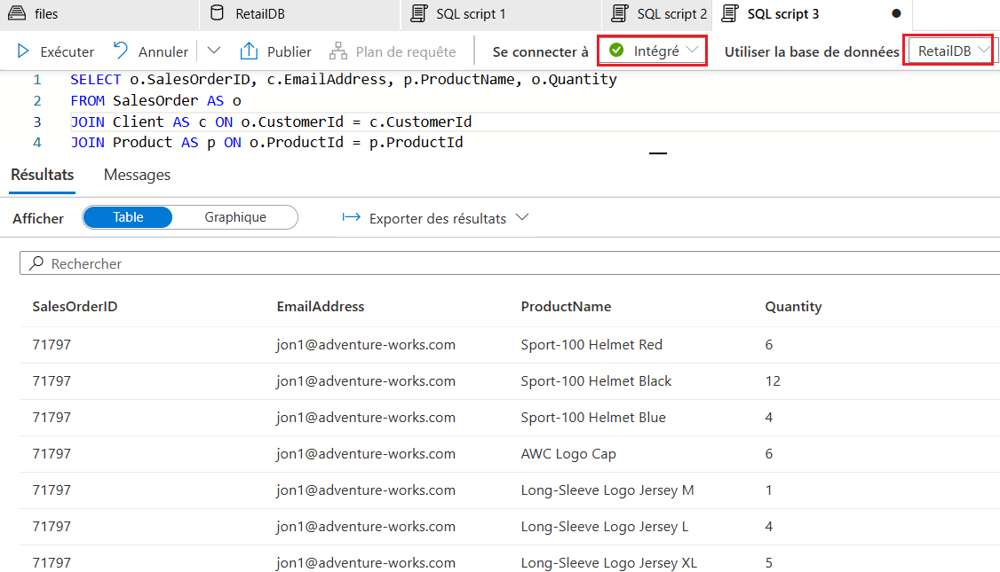 files RetailDB SQL script 1 SQL script 2 SQL script 3
Exécuter Annuler Publier Plan de requête Se connecter à Intégré Utiliser la base de données RetailDB
1 SELECT o.SalesOrderID, c.EmailAddress, p.ProductName, o.Quantity
2 FROM SalesOrder AS o
3 JOIN Client AS c ON o.CustomerId = c.CustomerId
4 JOIN Product AS p ON o.ProductId = p.ProductId
Résultats Messages
Afficher Table Graphique Exporter des résultats
Rechercher
SalesOrderID EmailAddress ProductName Quantity
71797 jon1@adventure-works.com Sport-100 Helmet Red 6
71797 jon1@adventure-works.com Sport-100 Helmet Black 12
71797 jon1@adventure-works.com Sport-100 Helmet Blue 4
71797 jon1@adventure-works.com AWC Logo Cap 6
71797 jon1@adventure-works.com Long-Sleeve Logo Jersey M 1
71797 jon1@adventure-works.com Long-Sleeve Logo Jersey L 4
71797 jon1@adventure-works.com Long-Sleeve Logo Jersey XL 5